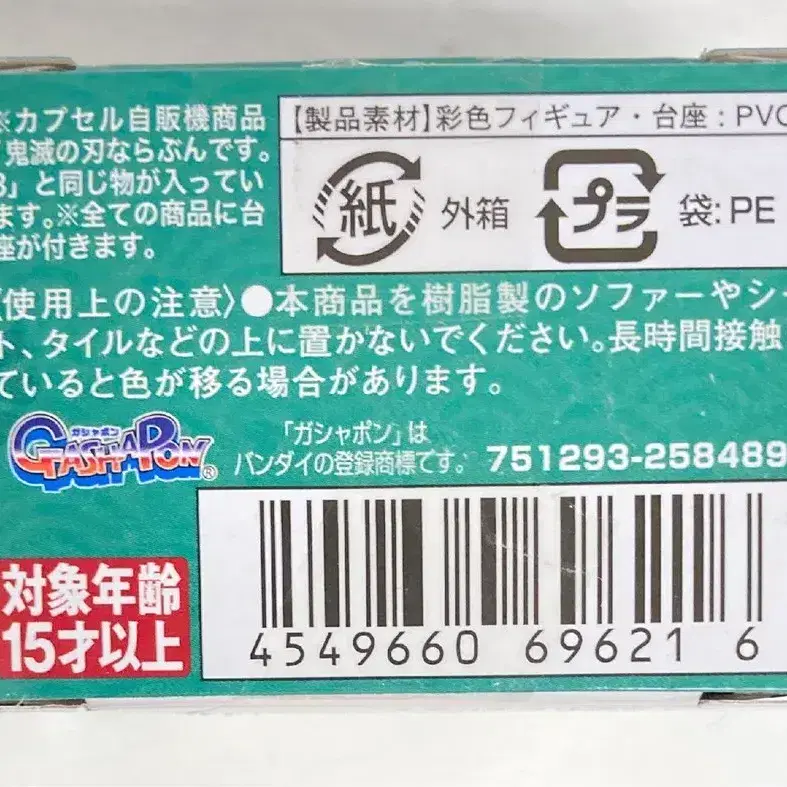 ※カプセル自販機商品
「鬼滅の刃ならぶんです。
3」と同じ物が入ってい
ます。※全ての商品に台
座が付きます。
【製品素材】彩色フィギュア・台座:PVC
紙 外箱 プラ 袋:PE
〈使用上の注意〉●本商品を樹脂製のソファーやシー
ト、タイルなどの上に置かないでください。長時間接触
ていると色が移る場合があります。
ガシャポン
GASHAPON®
「ガシャポン」は
バンダイの登録商標です。
751293-258489
対象年齢
15才以上
4549660 69621 6